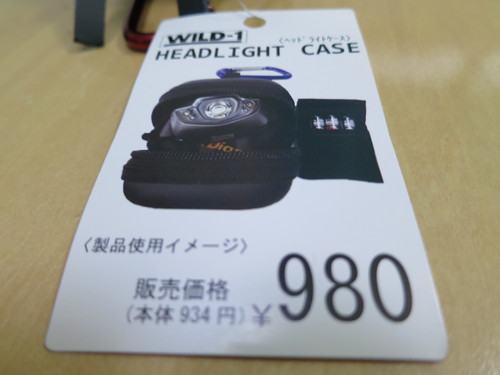 WILD-1
〈ヘッドライトケース〉
HEADLIGHT CASE
〈製品使用イメージ〉
販売価格
(本体 934 円) ¥980